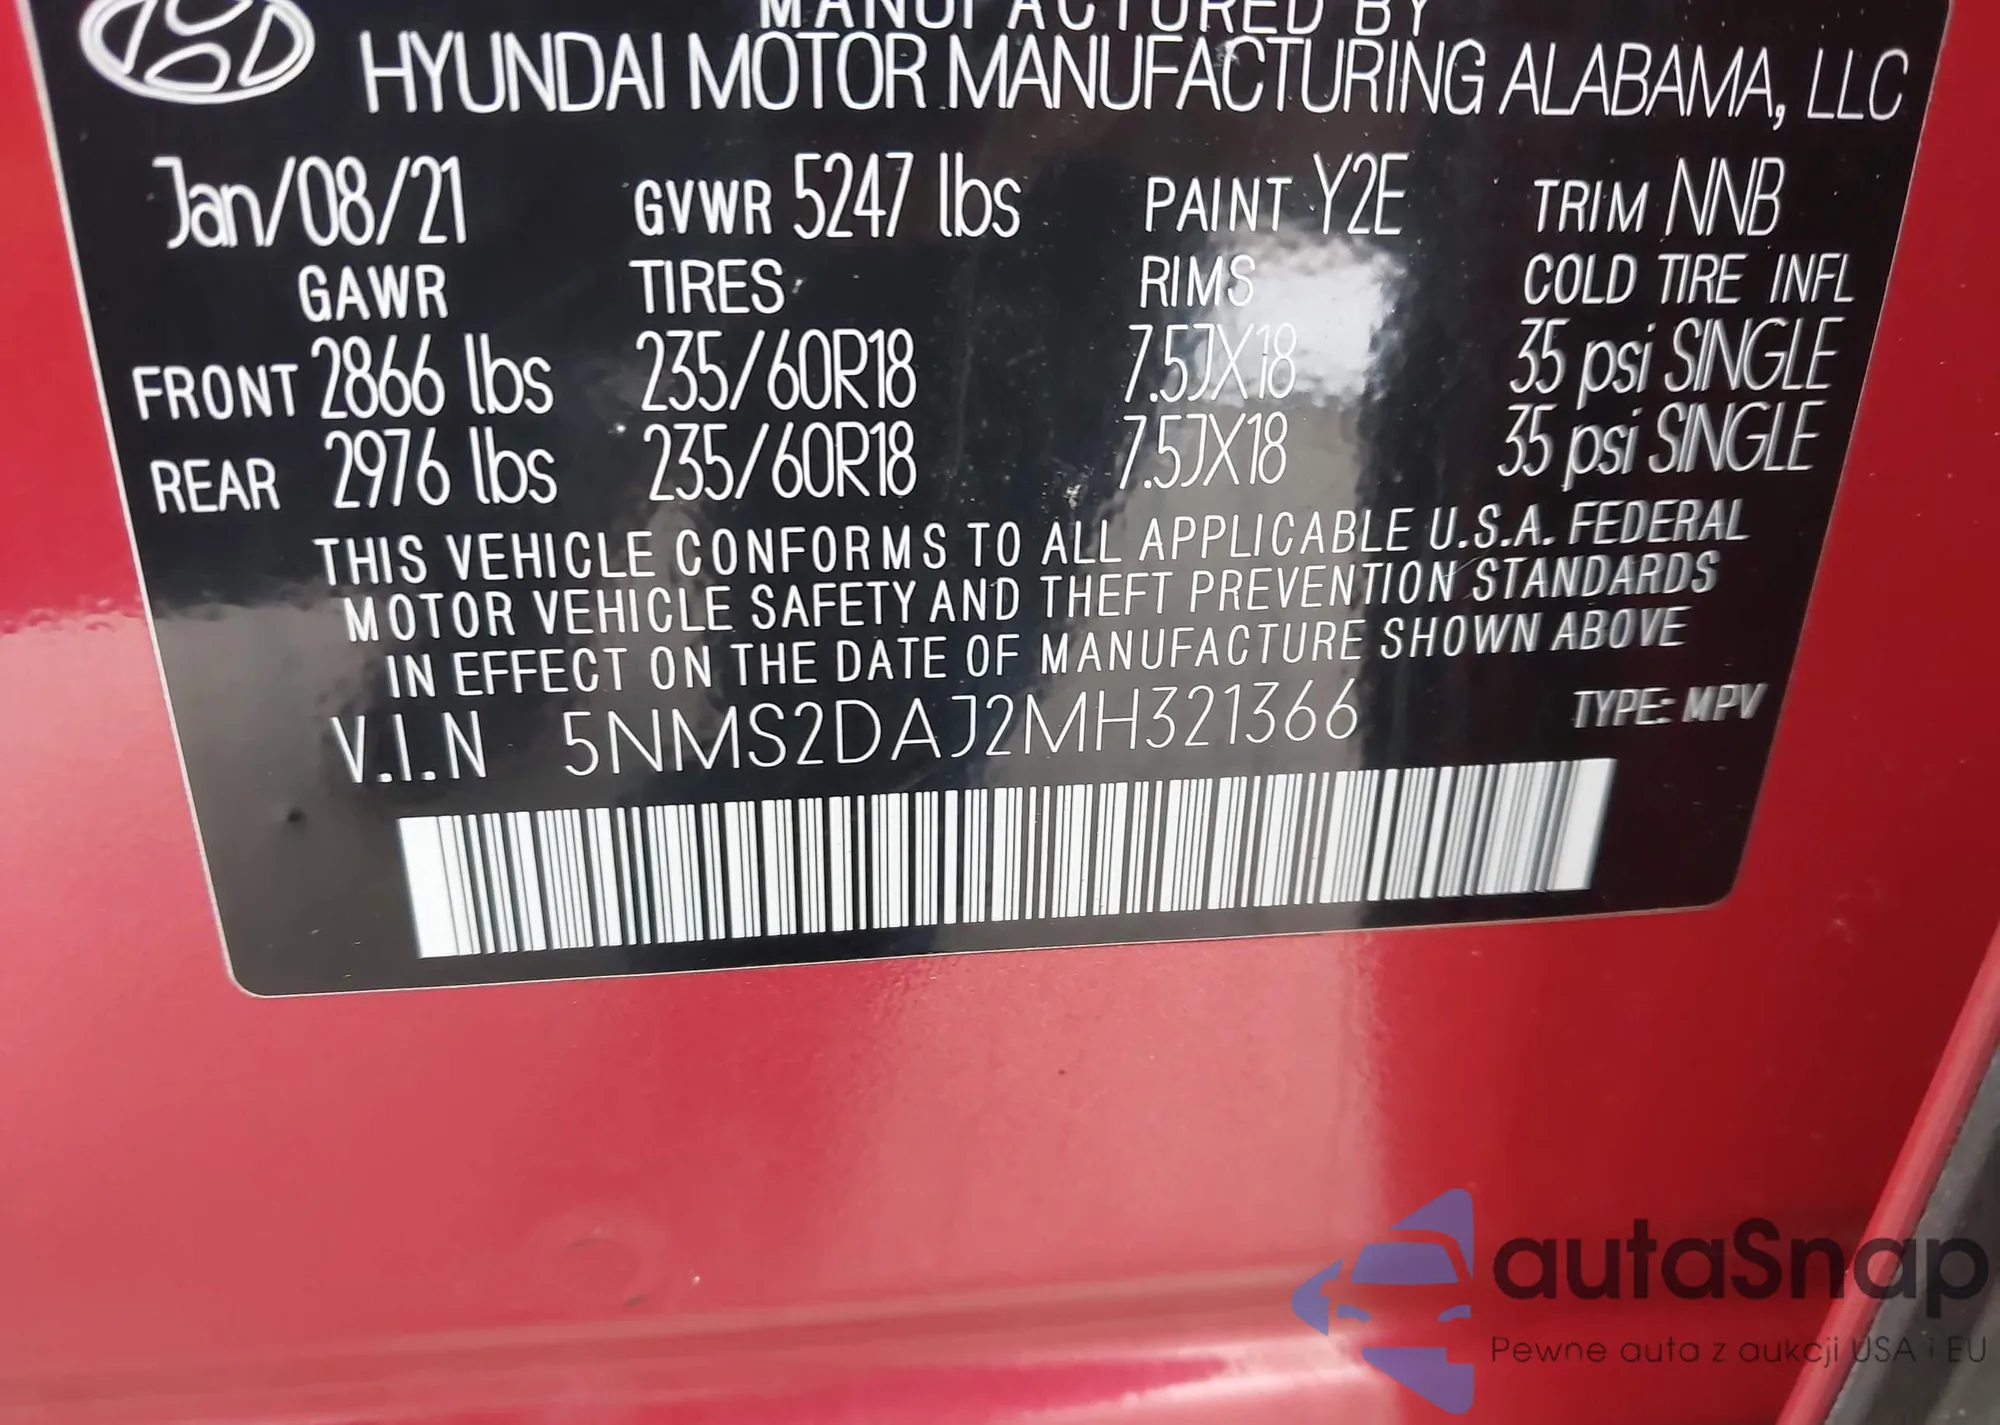 MANUFACTURED BY
HYUNDAI MOTOR MANUFACTURING ALABAMA, LLC
Jan/08/21 GVWR 5247 lbs PAINT Y2E TRIM NNB
GAWR TIRES RIMS COLD TIRE INFL
FRONT 2866 lbs 235/60R18 7.5JX18 35 psi SINGLE
REAR 2976 lbs 235/60R18 7.5JX18 35 psi SINGLE
THIS VEHICLE CONFORMS TO ALL APPLICABLE U.S.A. FEDERAL
MOTOR VEHICLE SAFETY AND THEFT PREVENTION STANDARDS
IN EFFECT ON THE DATE OF MANUFACTURE SHOWN ABOVE
V.I.N 5NMS2DAJ2MH321366 TYPE: MPV
autaSnap
Pewne auta z aukcji USA i EU